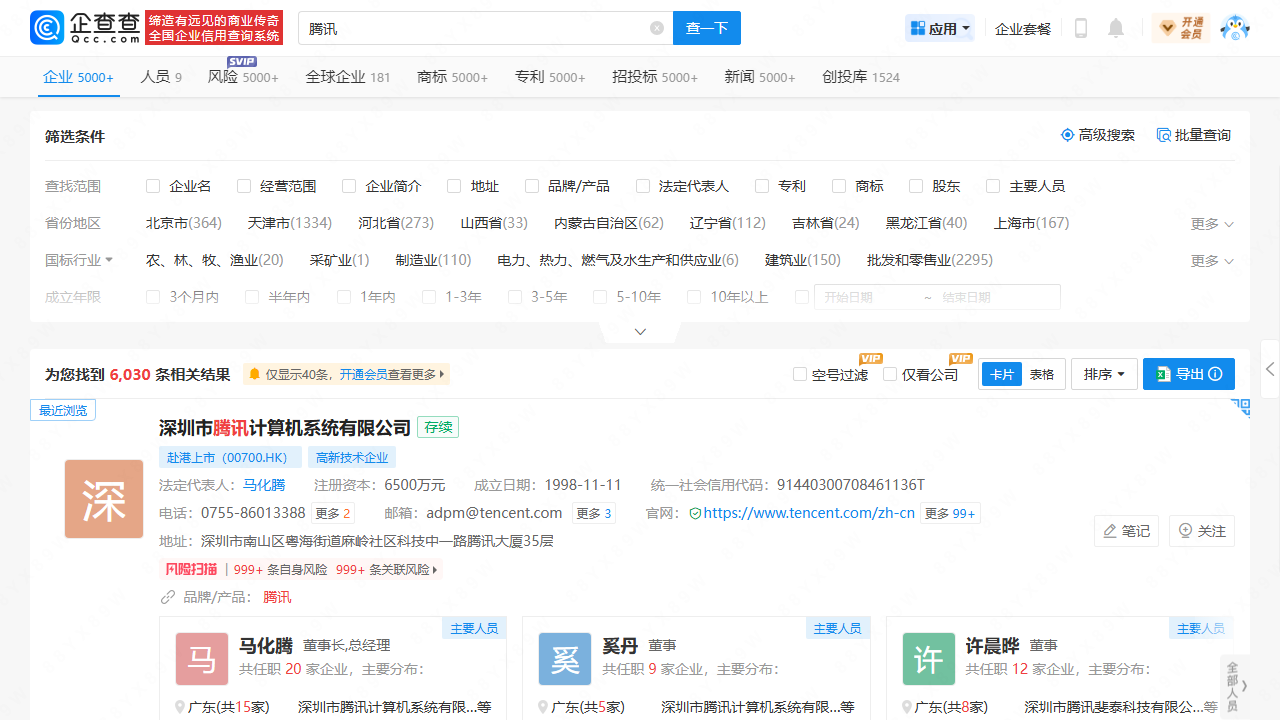 企查查 Qcc.com 缔造有远见的商业传奇 全国企业信用查询系统 腾讯 查一下 应用 企业套餐 开通会员
企业 5000+ 人员 9 风险 5000+ SVIP 全球企业 181 商标 5000+ 专利 5000+ 招投标 5000+ 新闻 5000+ 创投库 1524
筛选条件 高级搜索 批量查询
查找范围 企业名 经营范围 企业简介 地址 品牌/产品 法定代表人 专利 商标 股东 主要人员
省份地区 北京市(364) 天津市(1334) 河北省(273) 山西省(33) 内蒙古自治区(62) 辽宁省(112) 吉林省(24) 黑龙江省(40) 上海市(167) 更多
国标行业 农、林、牧、渔业(20) 采矿业(1) 制造业(110) 电力、热力、燃气及水生产和供应业(6) 建筑业(150) 批发和零售业(2295) 更多
成立年限 3个月内 半年内 1年内 1-3年 3-5年 5-10年 10年以上 开始日期 ~ 结束日期
为您找到 6,030 条相关结果 仅显示40条，开通会员查看更多 空号过滤 VIP 仅看公司 VIP 卡片 表格 排序 导出
最近浏览
深圳市腾讯计算机系统有限公司 存续
赴港上市（00700.HK） 高新技术企业
深
法定代表人：马化腾 注册资本：6500万元 成立日期：1998-11-11 统一社会信用代码：91440300708461136T
电话：0755-86013388 更多 2 邮箱：adpm@tencent.com 更多 3 官网：https://www.tencent.com/zh-cn 更多 99+
地址：深圳市南山区粤海街道麻岭社区科技中一路腾讯大厦35层
笔记 关注
风险扫描 | 999+ 条自身风险 999+ 条关联风险
品牌/产品：腾讯
主要人员 主要人员 主要人员
马 马化腾 董事长,总经理 奚 奚丹 董事 许 许晨晔 董事
共任职 20 家企业，主要分布： 共任职 9 家企业，主要分布： 共任职 12 家企业，主要分布：
全部人员
广东(共15家) 深圳市腾讯计算机系统有限...等 广东(共5家) 深圳市腾讯计算机系统有限...等 广东(共8家) 深圳市腾讯斐泰科技有限公...等